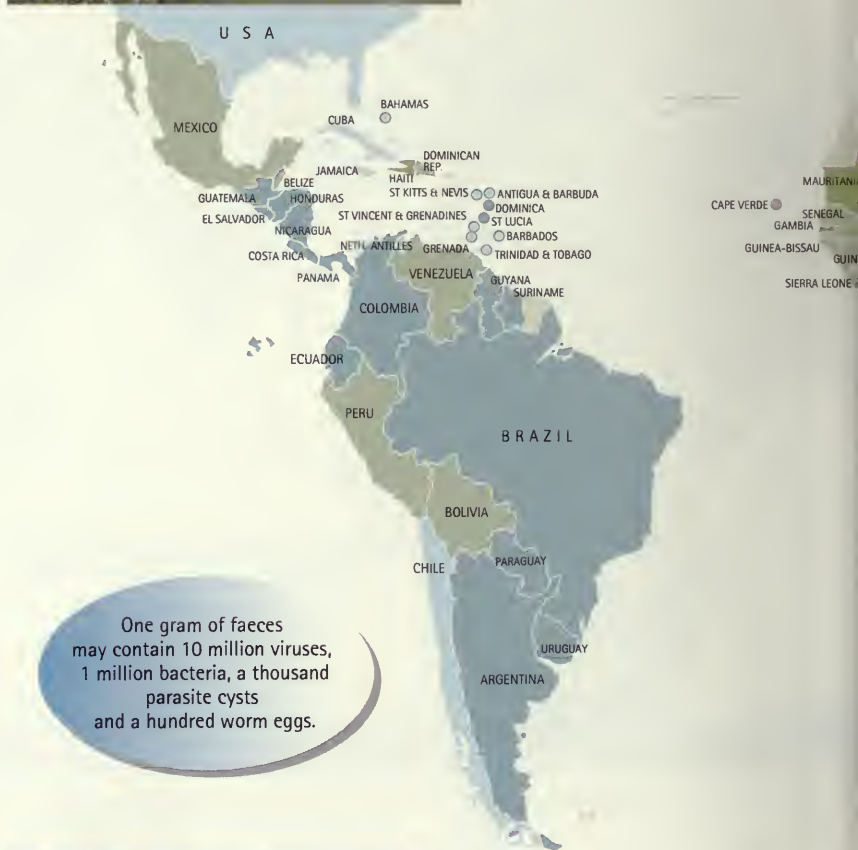 U S A
BAHAMAS
CUBA
MEXICO
DOMINICAN
REP.
JAMAICA
HAITI
BELIZE
GUATEMALA
HONDURAS
ST KITTS & NEVIS
ANTIGUA & BARBUDA
DOMINICA
EL SALVADOR
ST VINCENT & GRENADINES
ST LUCIA
NICARAGUA
BARBADOS
COSTA RICA
NETH. ANTILLES
GRENADA
TRINIDAD & TOBAGO
PANAMA
VENEZUELA
GUYANA
SURINAME
COLOMBIA
ECUADOR
PERU
B R A Z I L
BOLIVIA
CHILE
PARAGUAY
URUGUAY
ARGENTINA
MAURITANIA
CAPE VERDE
SENEGAL
GAMBIA
GUINEA-BISSAU
GUIN
SIERRA LEONE
One gram of faeces
may contain 10 million viruses,
1 million bacteria, a thousand
parasite cysts
and a hundred worm eggs.